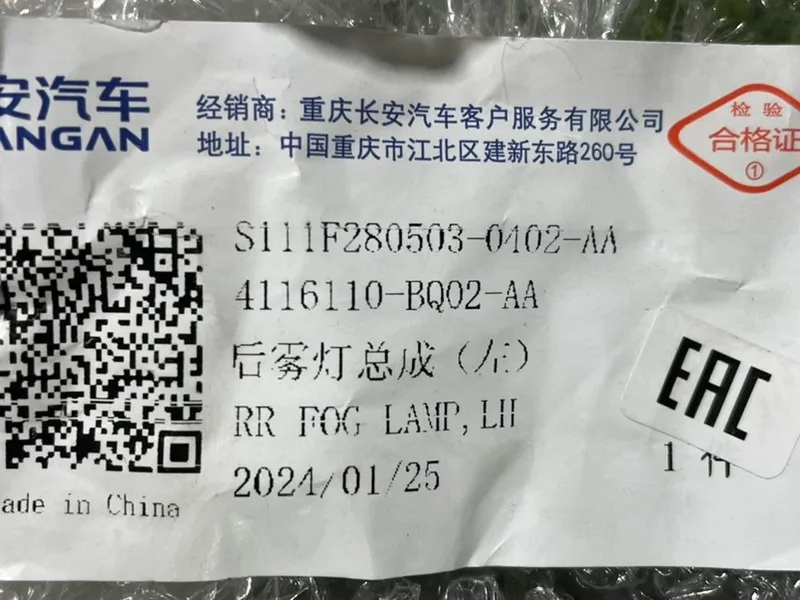 安汽车
ANGAN
经销商：重庆长安汽车客户服务有限公司
地址：中国重庆市江北区建新东路260号
检验
合格证
①
S111F280503-0402-AA
4116110-BQ02-AA
后雾灯总成（左）
RR FOG LAMP,LH
2024/01/25
EAC
1 件
ade in China